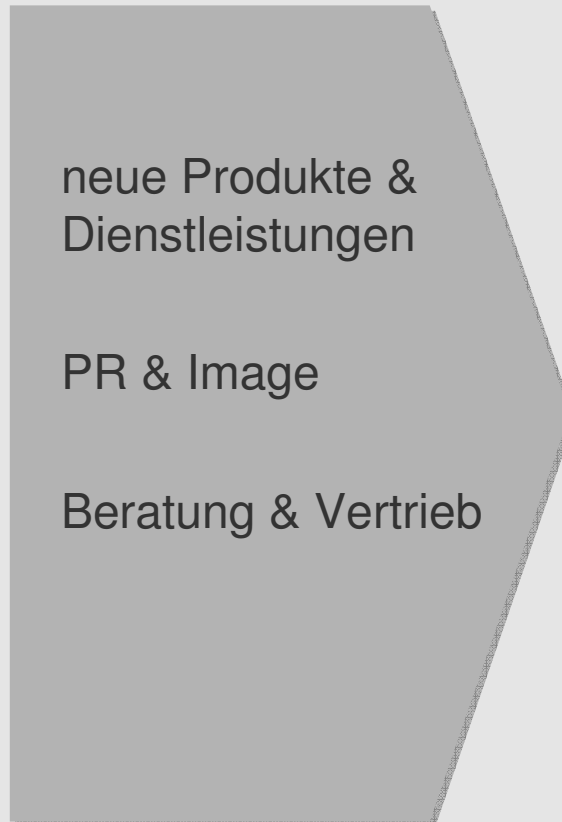 neue Produkte &
Dienstleistungen
PR & Image
Beratung & Vertrieb